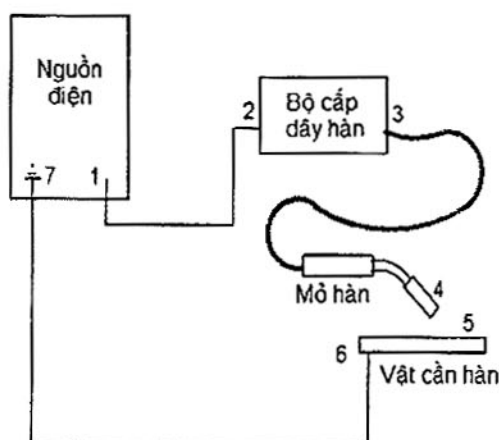 Nguồn
điện
7
1
2
Bộ cấp
dây hàn
3
Mỏ hàn
4
5
6
Vật cần hàn